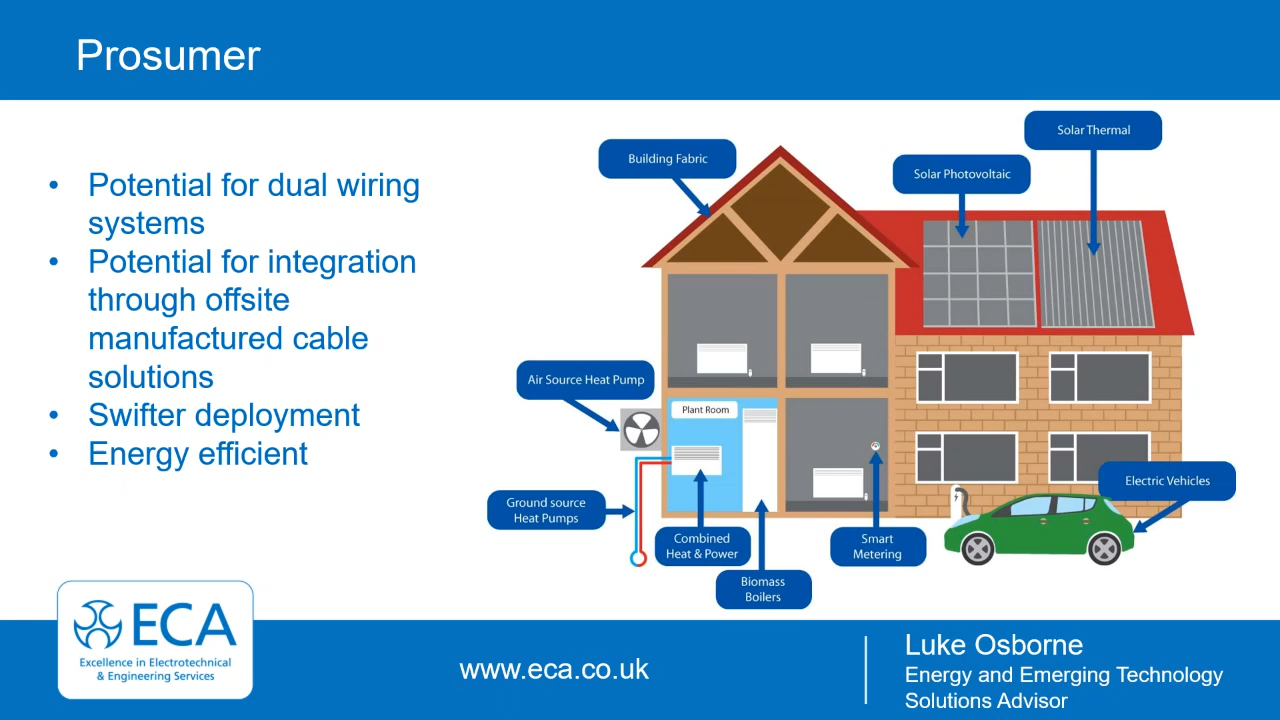 Prosumer
• Potential for dual wiring
systems
• Potential for integration
through offsite
manufactured cable
solutions
• Swifter deployment
• Energy efficient
Building Fabric
Solar Thermal
Solar Photovoltaic
Air Source Heat Pump
Plant Room
Ground source
Heat Pumps
Combined
Heat & Power
Biomass
Boilers
Smart
Metering
Electric Vehicles
ECA
Excellence in Electrotechnical
& Engineering Services
www.eca.co.uk
Luke Osborne
Energy and Emerging Technology
Solutions Advisor